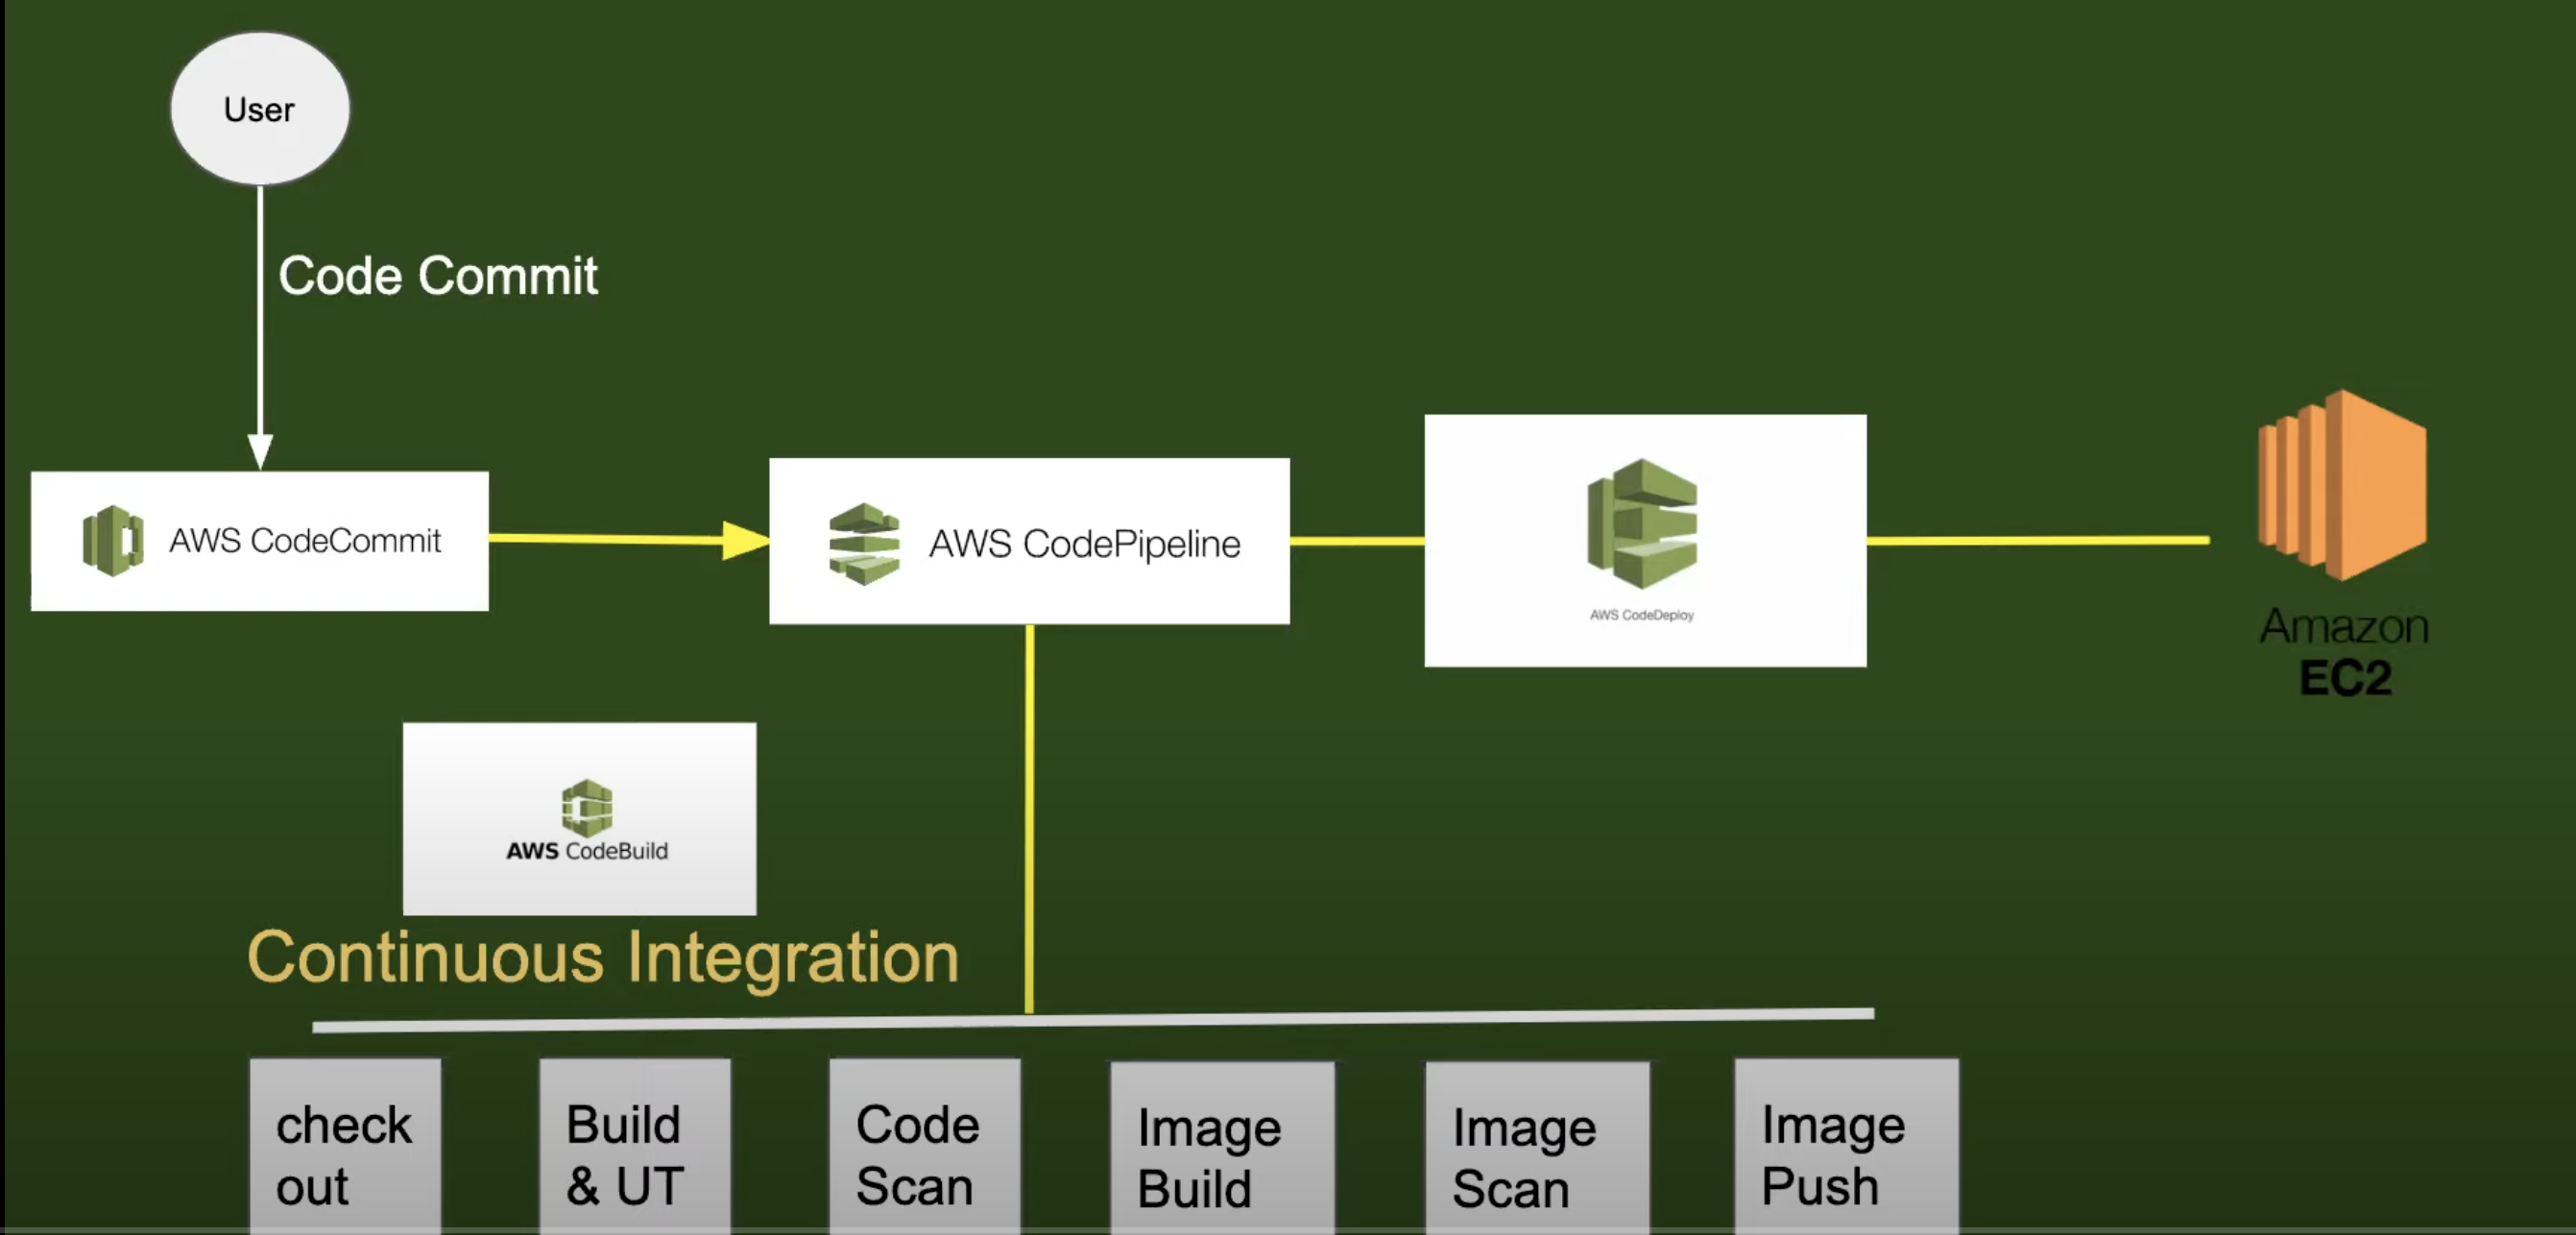 User
Code Commit
AWS CodeCommit
AWS CodePipeline
AWS CodeDeploy
Amazon
EC2
AWS CodeBuild
Continuous Integration
check
out
Build
& UT
Code
Scan
Image
Build
Image
Scan
Image
Push